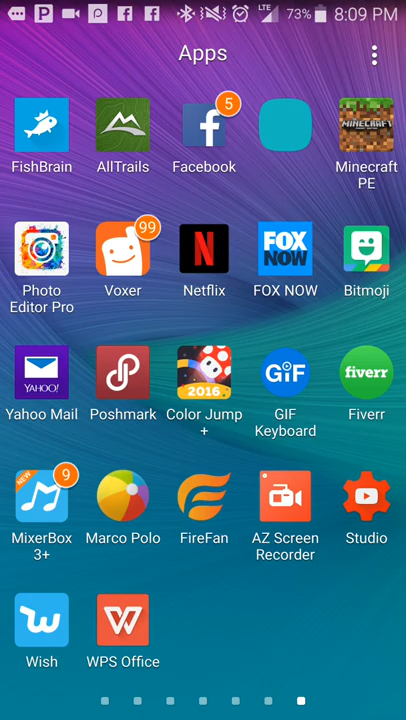 LTE 73% 8:09 PM
Apps
5
MINECRAFT
FishBrain AllTrails Facebook Minecraft
PE
99
FOX
NOW
Photo Voxer Netflix FOX NOW Bitmoji
Editor Pro
YAHOO!
2016
GIF
fiverr
Yahoo Mail Poshmark Color Jump GIF Fiverr
+ Keyboard
NEW
9
MixerBox Marco Polo FireFan AZ Screen Studio
3+ Recorder
Wish WPS Office